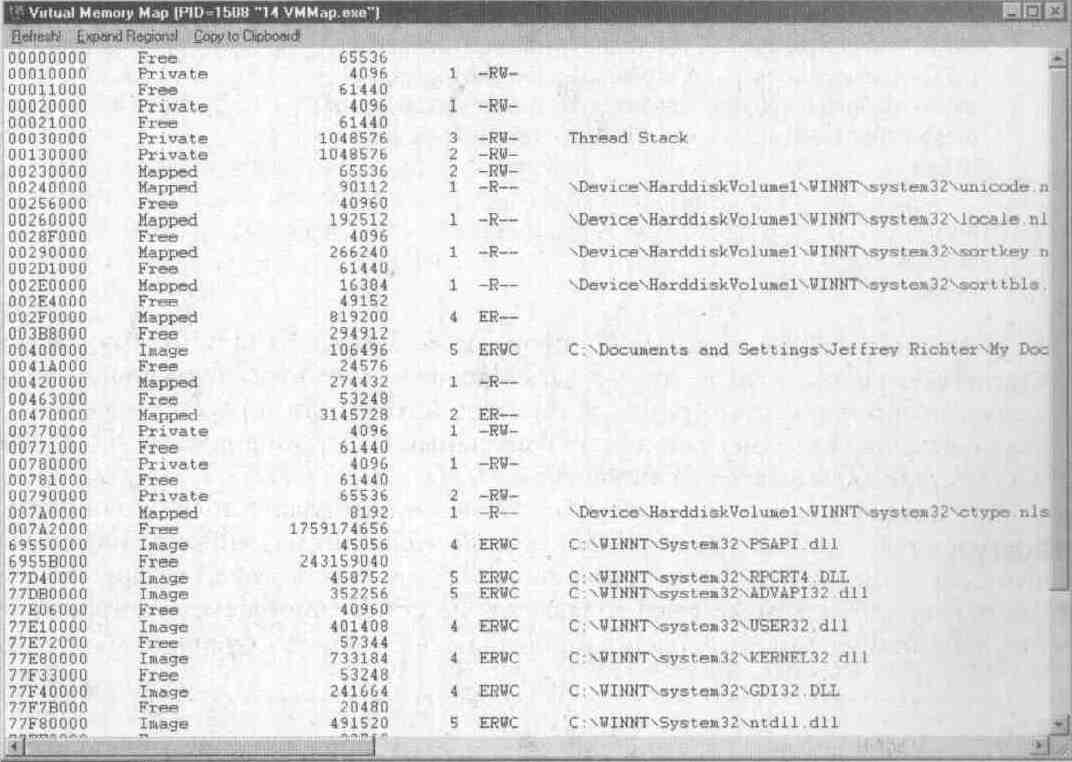 Virtual Memory Map (PID=1508 "14 VMMap.exe")
Refresh! Expand Regions! Copy to Clipboard!
00000000 Free 65536
00010000 Private 4096 1 -RW-
00011000 Free 61440
00020000 Private 4096 1 -RW-
00021000 Free 61440
00030000 Private 1048576 3 -RW- Thread Stack
00130000 Private 1048576 2 -RW-
00230000 Mapped 65536 2 -RW-
00240000 Mapped 90112 1 -R-- \Device\HarddiskVolume1\WINNT\system32\unicode.n
00256000 Free 40960
00260000 Mapped 192512 1 -R-- \Device\HarddiskVolume1\WINNT\system32\locale.nl
0028F000 Free 4096
00290000 Mapped 266240 1 -R-- \Device\HarddiskVolume1\WINNT\system32\sortkey.n
002D1000 Free 61440
002E0000 Mapped 16384 1 -R-- \Device\HarddiskVolume1\WINNT\system32\sorttbls.
002E4000 Free 49152
002F0000 Mapped 819200 4 ER--
003B8000 Free 294912
00400000 Image 106496 5 ERWC C:\Documents and Settings\Jeffrey Richter\My Doc
0041A000 Free 24576
00420000 Mapped 274432 1 -R--
00463000 Free 53248
00470000 Mapped 3145728 2 ER--
00770000 Private 4096 1 -RW-
00771000 Free 61440
00780000 Private 4096 1 -RW-
00781000 Free 61440
00790000 Private 65536 2 -RW-
007A0000 Mapped 8192 1 -R-- \Device\HarddiskVolume1\WINNT\system32\ctype.nls
007A2000 Free 1759174656
69550000 Image 45056 4 ERWC C:\WINNT\System32\PSAPI.dll
6955B000 Free 243159040
77D40000 Image 458752 5 ERWC C:\WINNT\system32\RPCRT4.DLL
77DB0000 Image 352256 5 ERWC C:\WINNT\system32\ADVAPI32.dll
77E06000 Free 40960
77E10000 Image 401408 4 ERWC C:\WINNT\system32\USER32.dll
77E72000 Free 57344
77E80000 Image 733184 4 ERWC C:\WINNT\system32\KERNEL32.dll
77F33000 Free 53248
77F40000 Image 241664 4 ERWC C:\WINNT\system32\GDI32.DLL
77F7B000 Free 20480
77F80000 Image 491520 5 ERWC C:\WINNT\System32\ntdll.dll